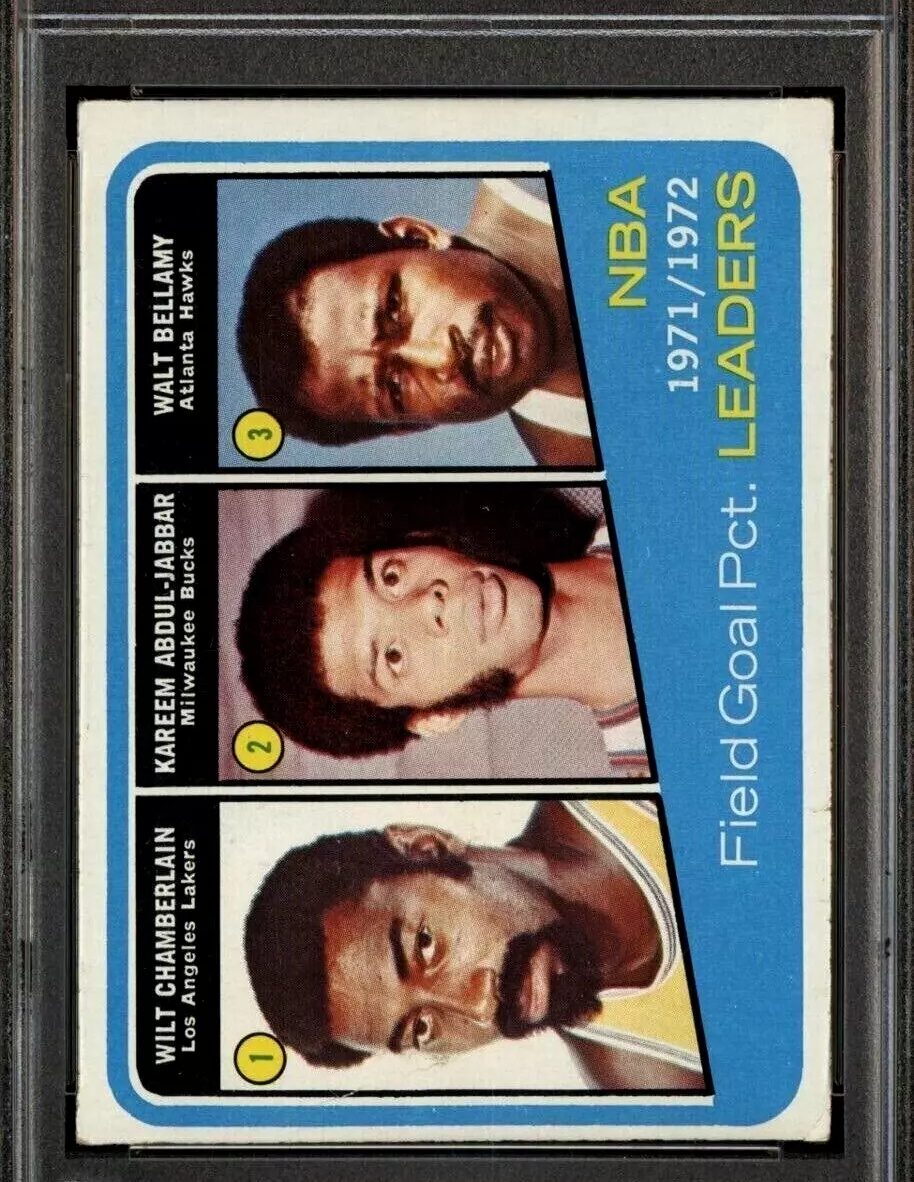 WILT CHAMBERLAIN
Los Angeles Lakers
1
KAREEM ABDUL-JABBAR
Milwaukee Bucks
2
WALT BELLAMY
Atlanta Hawks
3
NBA
1971/1972
Field Goal Pct. LEADERS